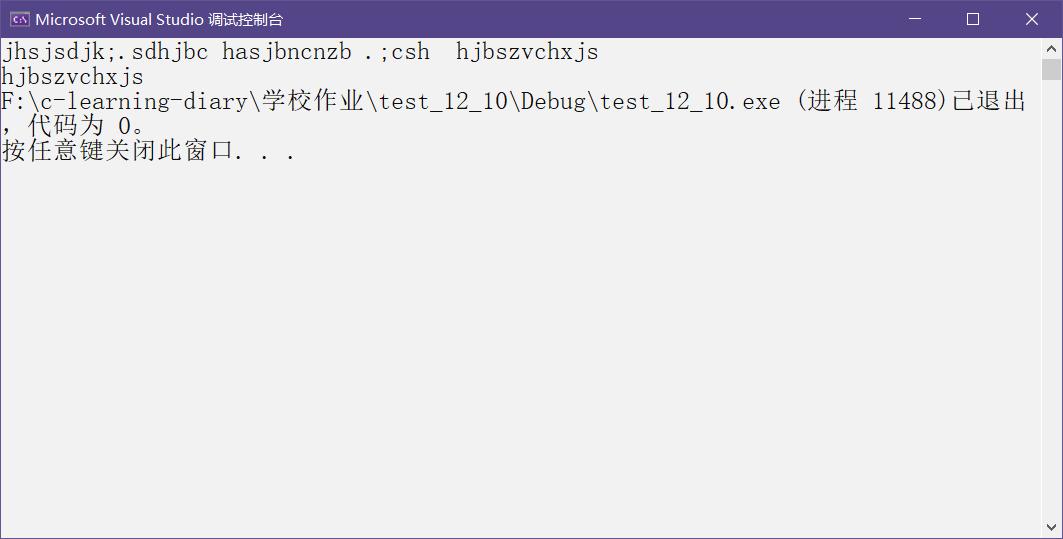 Microsoft Visual Studio 调试控制台
jhsjsdjk;.sdhjbc hasjbncnzb .;csh  hjbszvchxjs
hjbszvchxjs
F:\c-learning-diary\学校作业\test_12_10\Debug\test_12_10.exe (进程 11488)已退出
，代码为 0。
按任意键关闭此窗口. . .